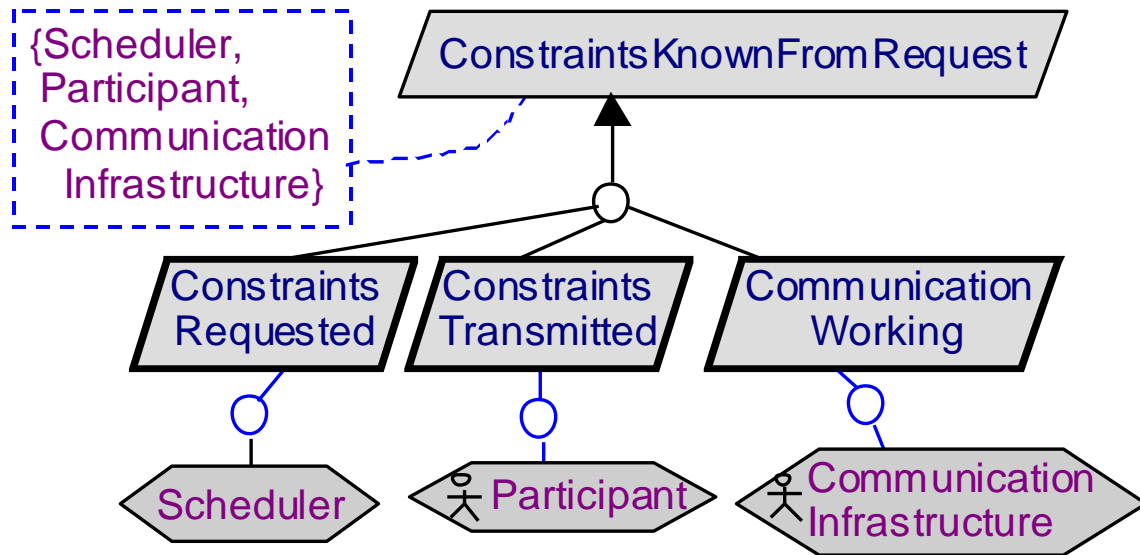 {Scheduler,
Participant,
Communication
Infrastructure}
ConstraintsKnownFromRequest
Constraints
Requested
Constraints
Transmitted
Communication
Working
Scheduler
Participant
Communication
Infrastructure